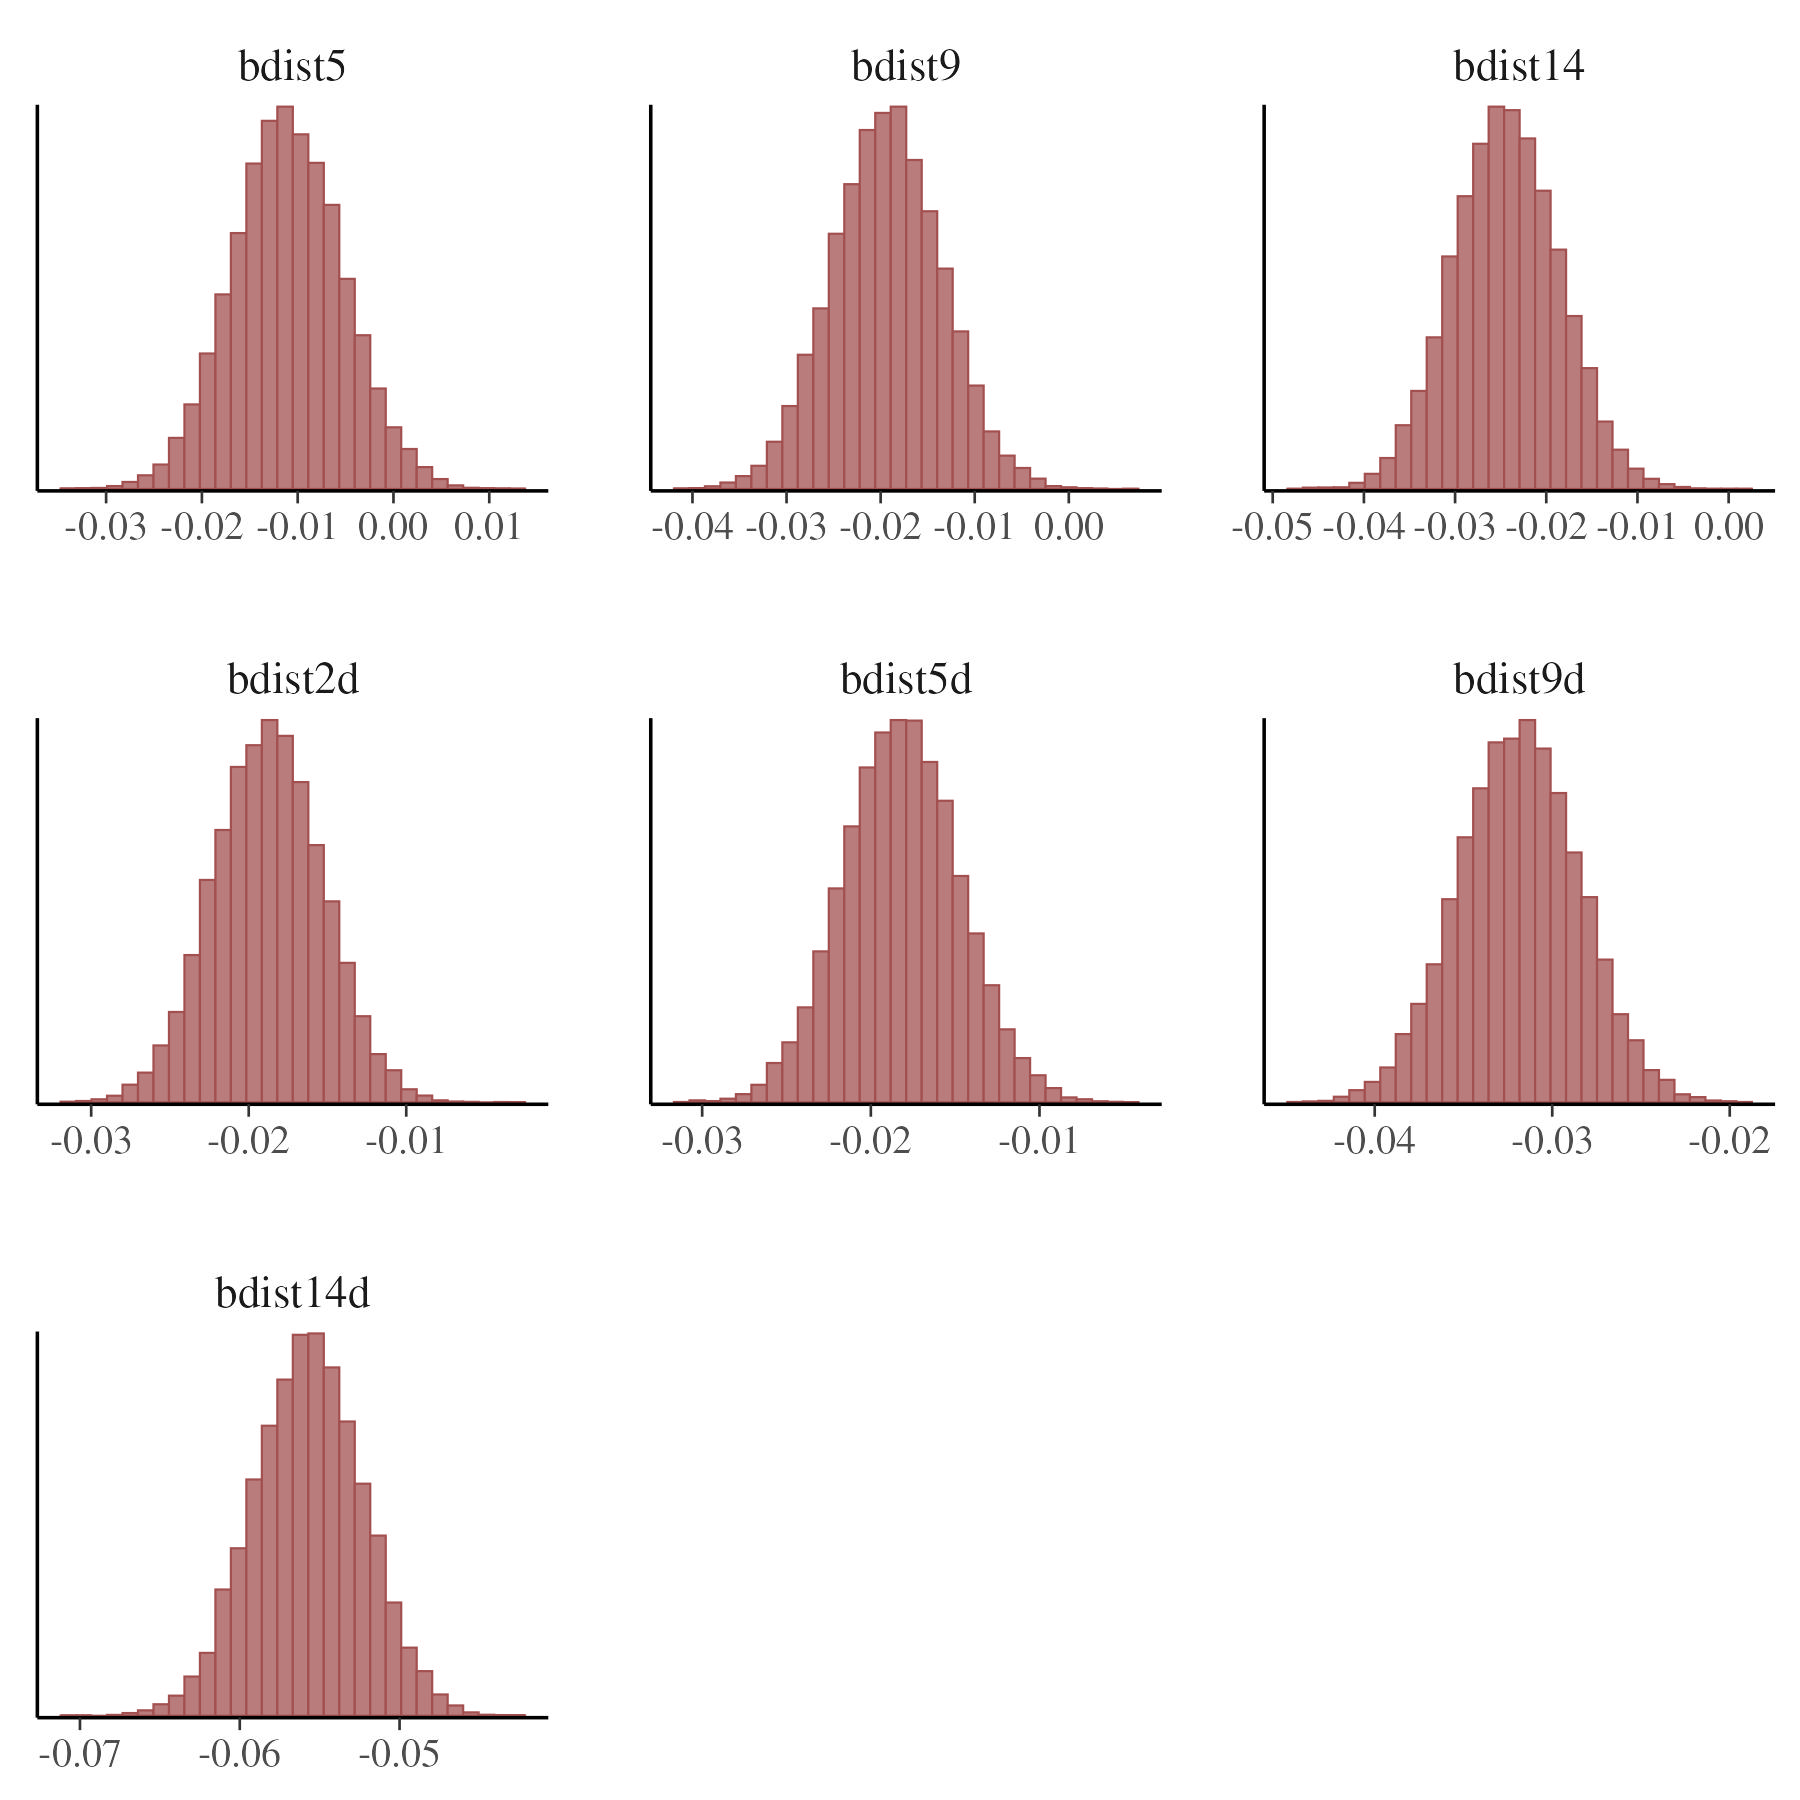 bdist5 bdist9 bdist14
-0.03 -0.02 -0.01 0.00 0.01 -0.04 -0.03 -0.02 -0.01 0.00 -0.05 -0.04 -0.03 -0.02 -0.01 0.00
bdist2d bdist5d bdist9d
-0.03 -0.02 -0.01 -0.03 -0.02 -0.01 -0.04 -0.03 -0.02
bdist14d
-0.07 -0.06 -0.05